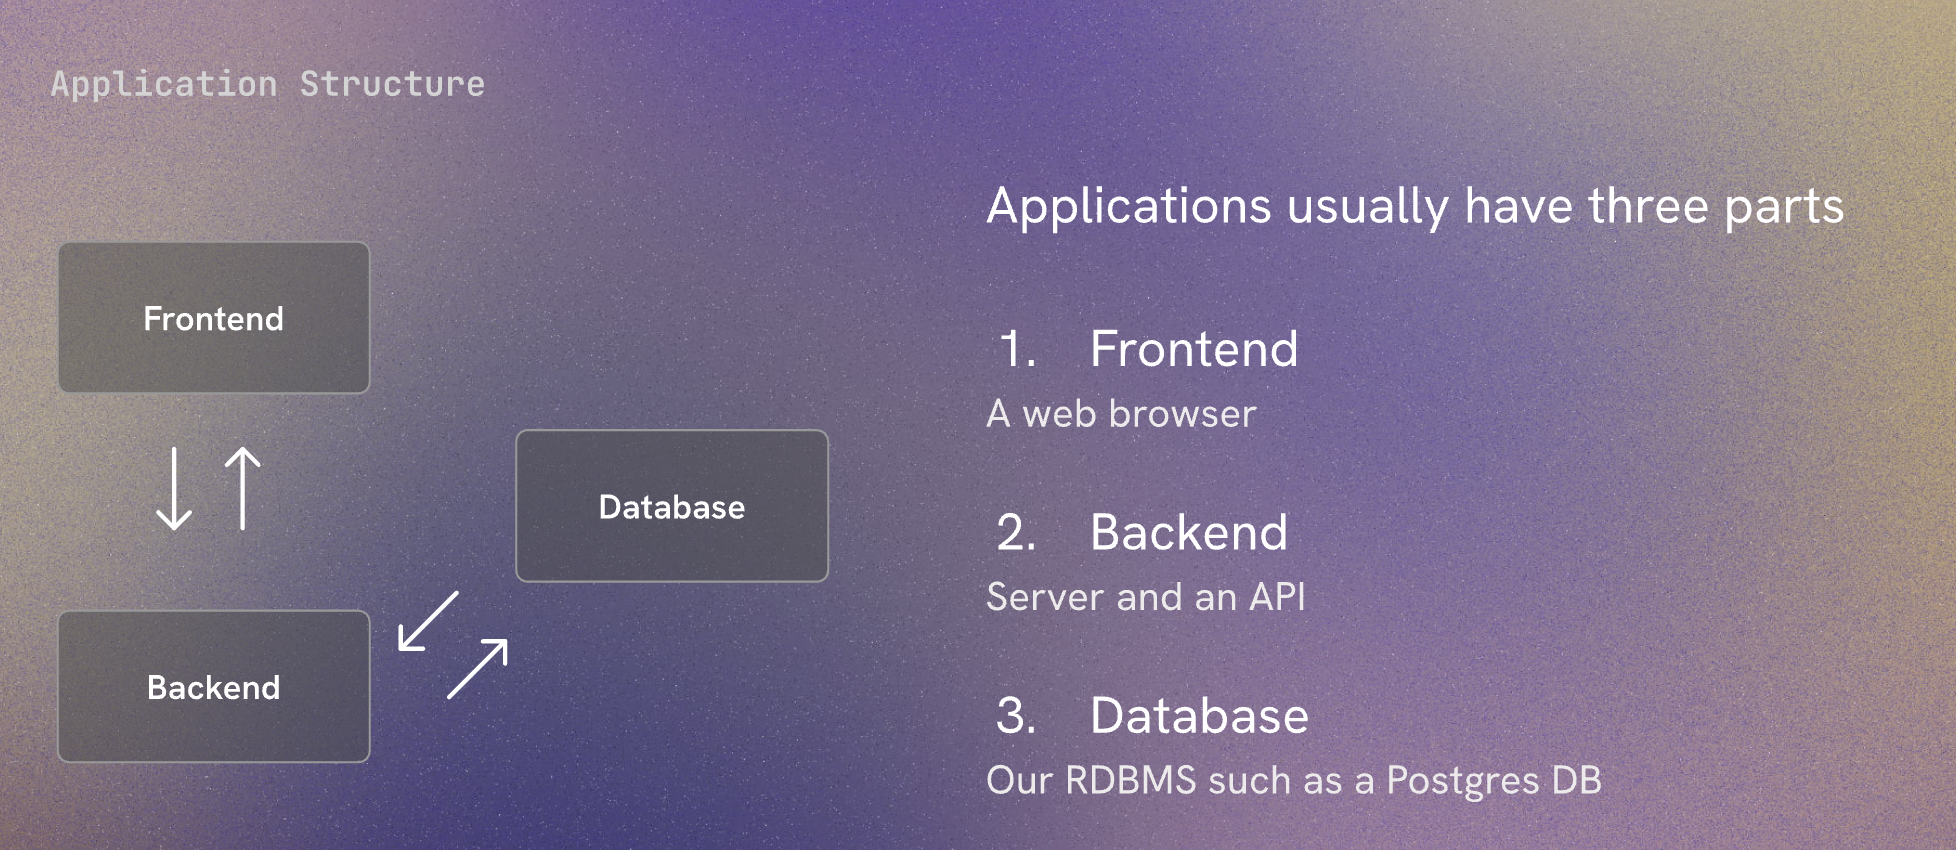 Application Structure
Frontend
Database
Backend
Applications usually have three parts
1. Frontend
A web browser
2. Backend
Server and an API
3. Database
Our RDBMS such as a Postgres DB